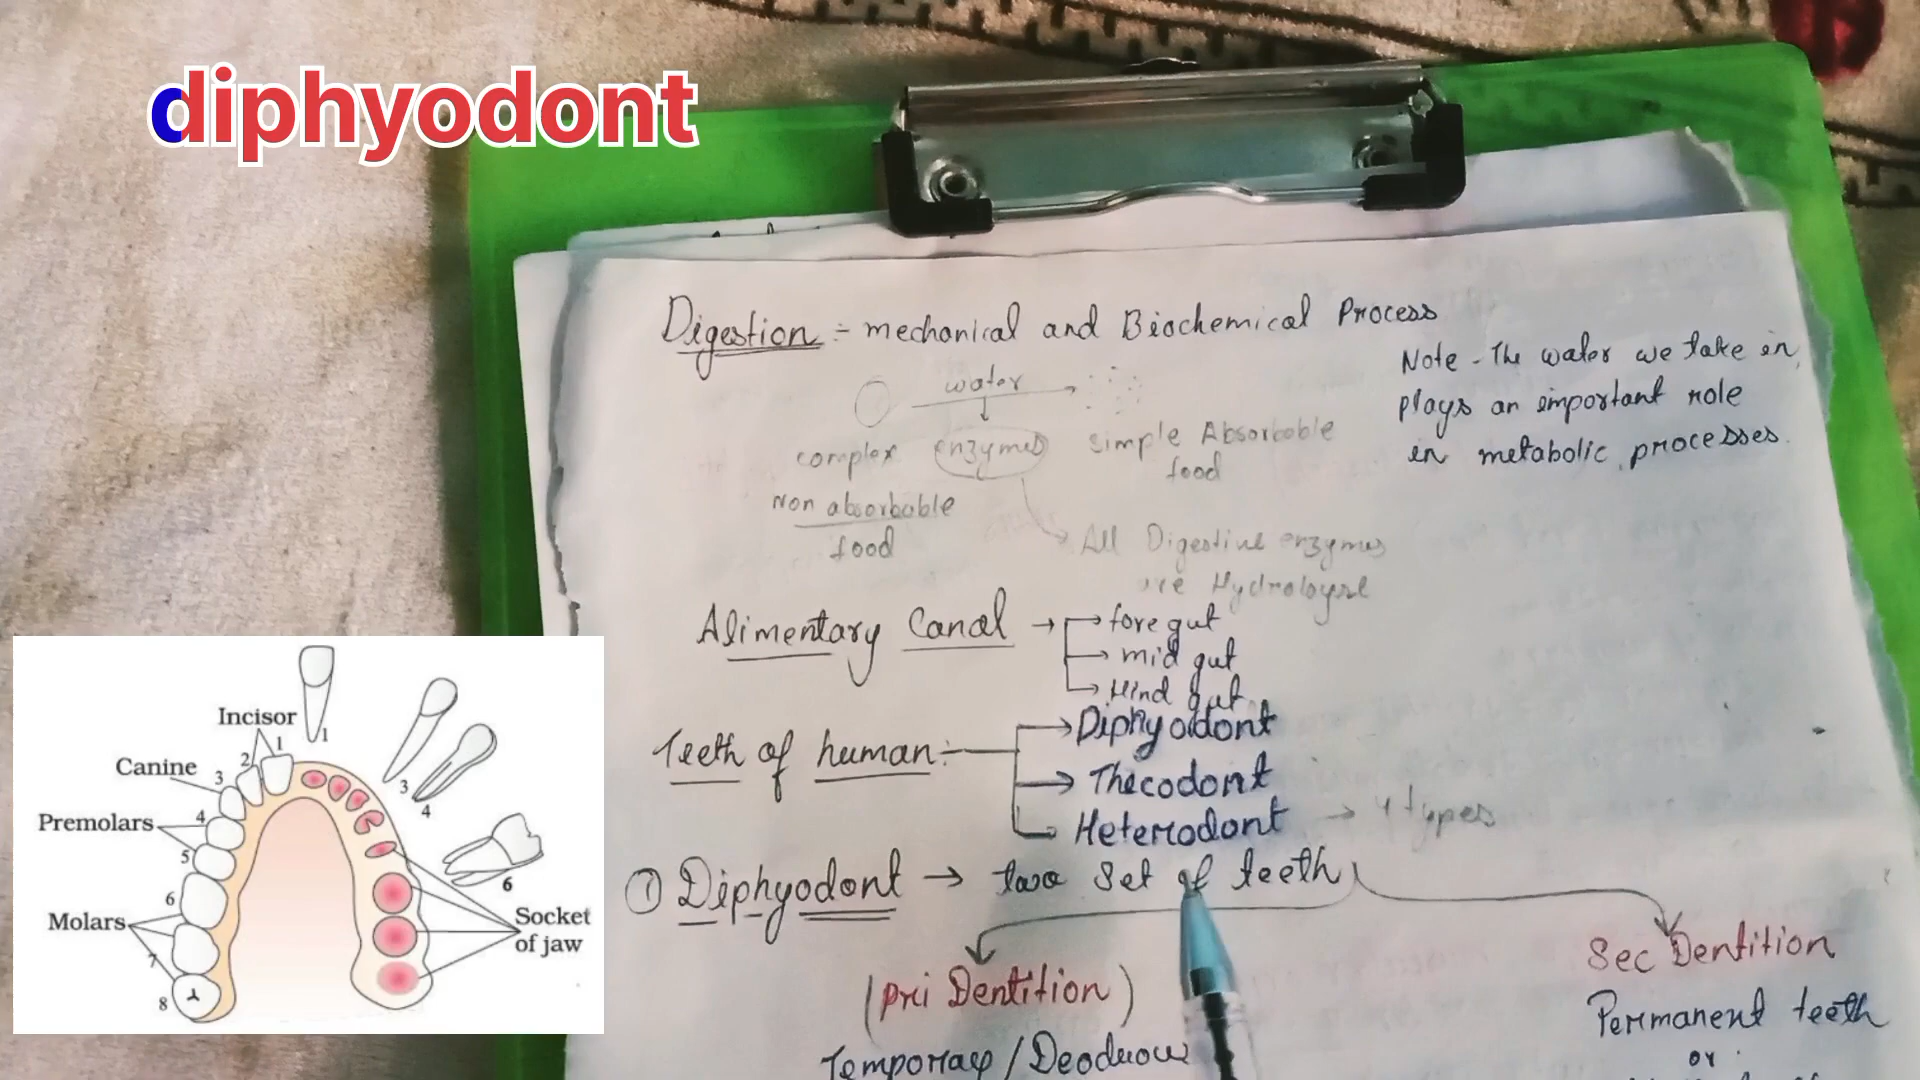 diphyodont
Digestion :- mechanical and Biochemical Process
Note - The water we take in,
plays an important role
in metabolic processes.
water
complex enzymes simple Absorbable
food
Non absorbable
food
All Digestive enzymes
are
Alimentary Canal → fore gut
→ mid gut
→ Hind gut
Teeth of human :- → Diphyodont
→ Thecodont
→ Heterodont → 4 types
① Diphyodont → two set of teeth
(Pri Dentition)
Temporary /
Sec Dentition
Permanent teeth
or
Incisor
1
2
1
Canine
3
Premolars
4
5
6
Molars
7
8
3
4
6
Socket
of jaw